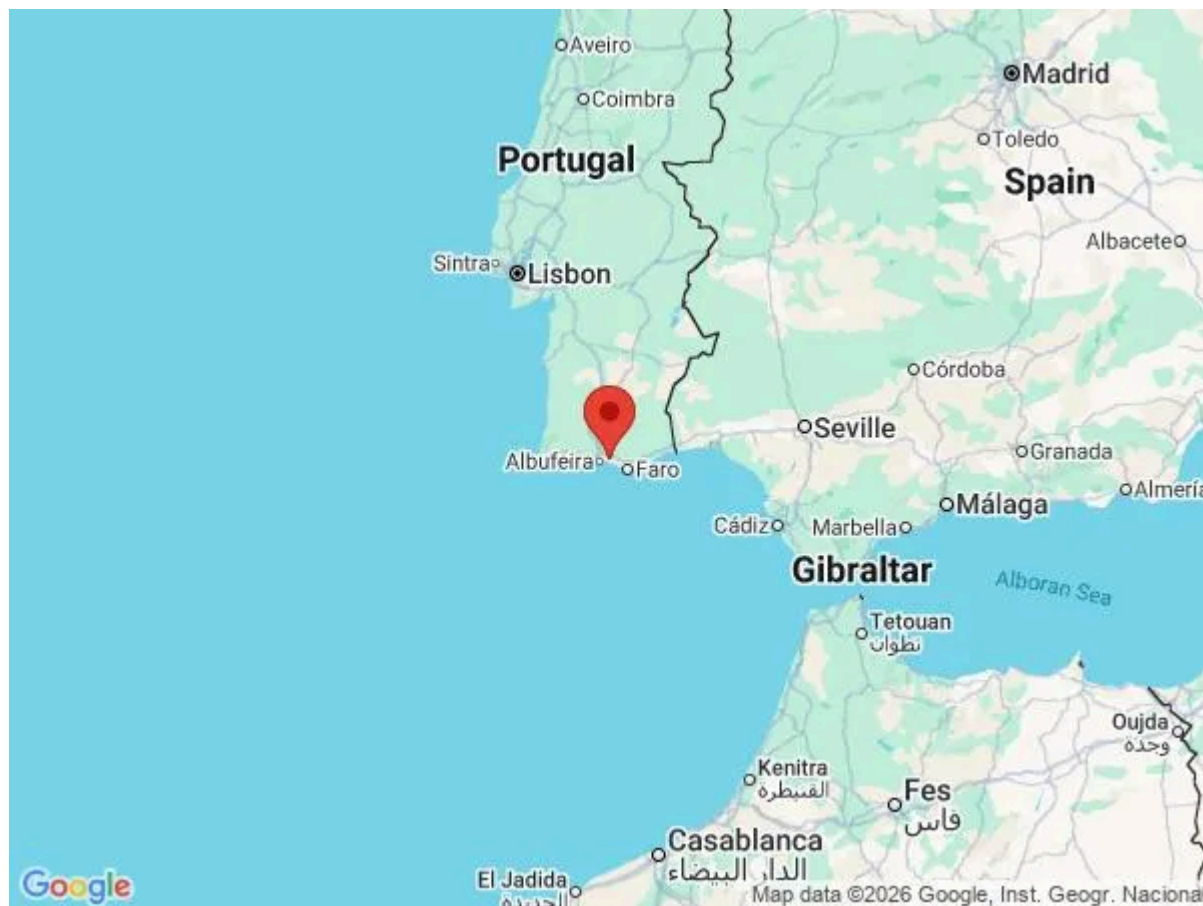 Aveiro
Coimbra
Madrid
Toledo
Portugal
Spain
Albacete
Sintra
Lisbon
Córdoba
Seville
Albufeira
Faro
Granada
Málaga
Almería
Cádiz
Marbella
Gibraltar
Alboran Sea
Tetouan
تطوان
Oujda
وجدة
Kenitra
القنيطرة
Fes
فاس
Casablanca
الدار البيضاء
El Jadida
الجديدة
Google
Map data ©2026 Google, Inst. Geogr. Nacional